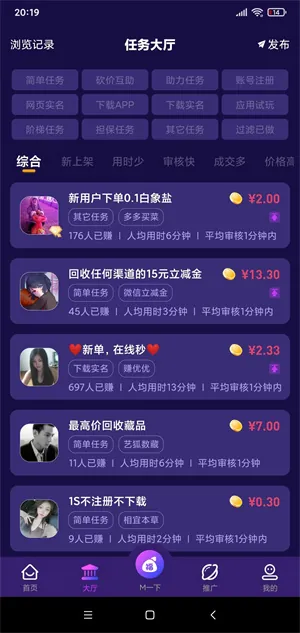 20:19
14
浏览记录 任务大厅 发布
简单任务 砍价互助 助力任务 账号注册
网页实名 下载APP 下载实名 应用试玩
阶梯任务 担保任务 其它任务 过滤已做
综合 新上架 用时少 审核快 成交多 价格高
新用户下单0.1白象盐 ¥2.00
其它任务 多多买菜
176人已赚 | 人均用时6分钟 | 平均审核1分钟内
回收任何渠道的15元立减金 ¥13.30
简单任务 微信立减金
45人已赚 | 人均用时3分钟 | 平均审核1分钟内
❤️新单，在线秒❤️ ¥2.33
下载实名 赚优优
697人已赚 | 人均用时13分钟 | 平均审核1分钟内
最高价回收藏品 ¥7.00
简单任务 艺狐数藏
11人已赚 | 人均用时6分钟 | 平均审核1分钟内
1S不注册不下载 ¥0.30
简单任务 相宜本草
9人已赚 | 人均用时2分钟 | 平均审核1分钟内
福
首页 大厅 M一下 推广 我的